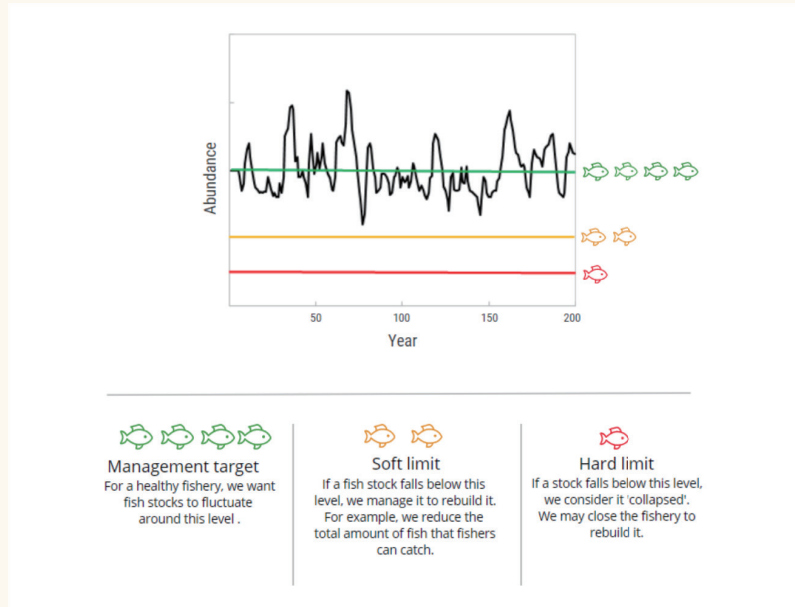 Abundance
50
100
150
200
Year
Management target
For a healthy fishery, we want
fish stocks to fluctuate
around this level .
Soft limit
If a fish stock falls below this
level, we manage it to rebuild it.
For example, we reduce the
total amount of fish that fishers
can catch.
Hard limit
If a stock falls below this level,
we consider it 'collapsed'.
We may close the fishery to
rebuild it.